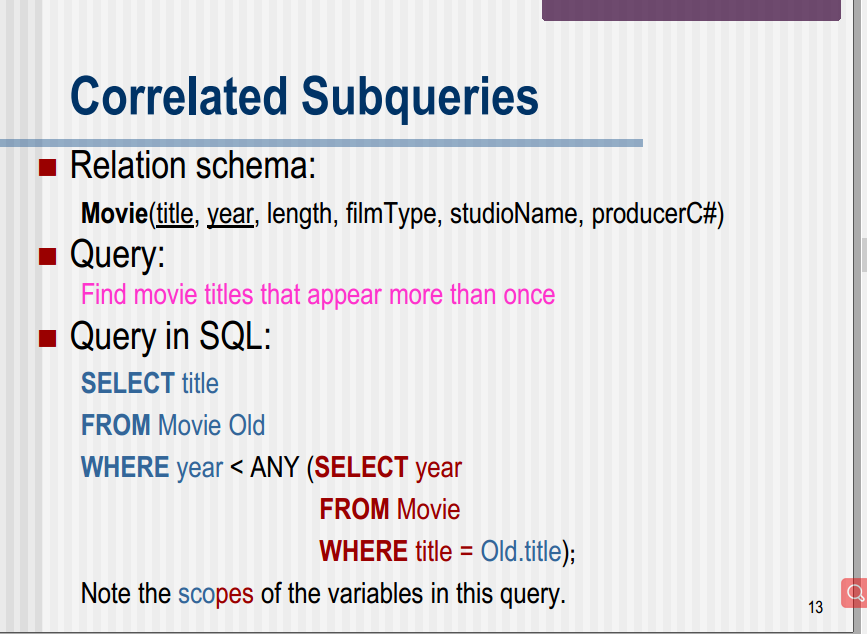 Correlated Subqueries
Relation schema:
Movie(title, year, length, filmType, studioName, producerC#)
Query:
Find movie titles that appear more than once
Query in SQL:
SELECT title
FROM Movie Old
WHERE year < ANY (SELECT year
FROM Movie
WHERE title = Old.title);
Note the scopes of the variables in this query.
13